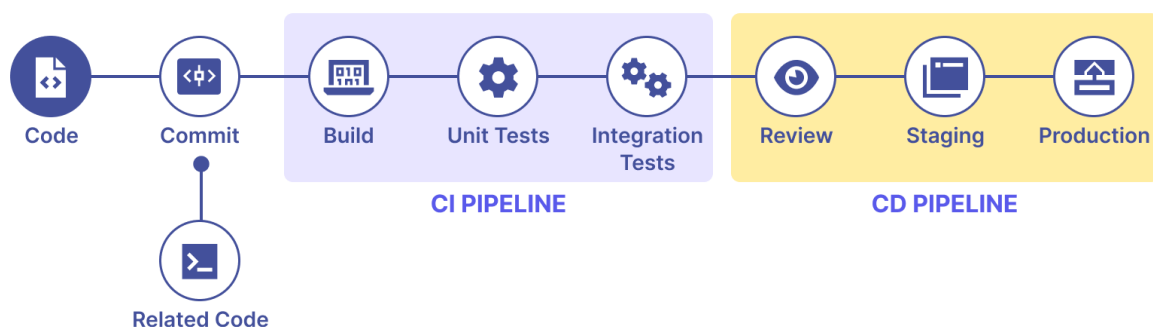 Code
Commit
Build
Unit Tests
Integration
Tests
Review
Staging
Production
CI PIPELINE
CD PIPELINE
Related Code